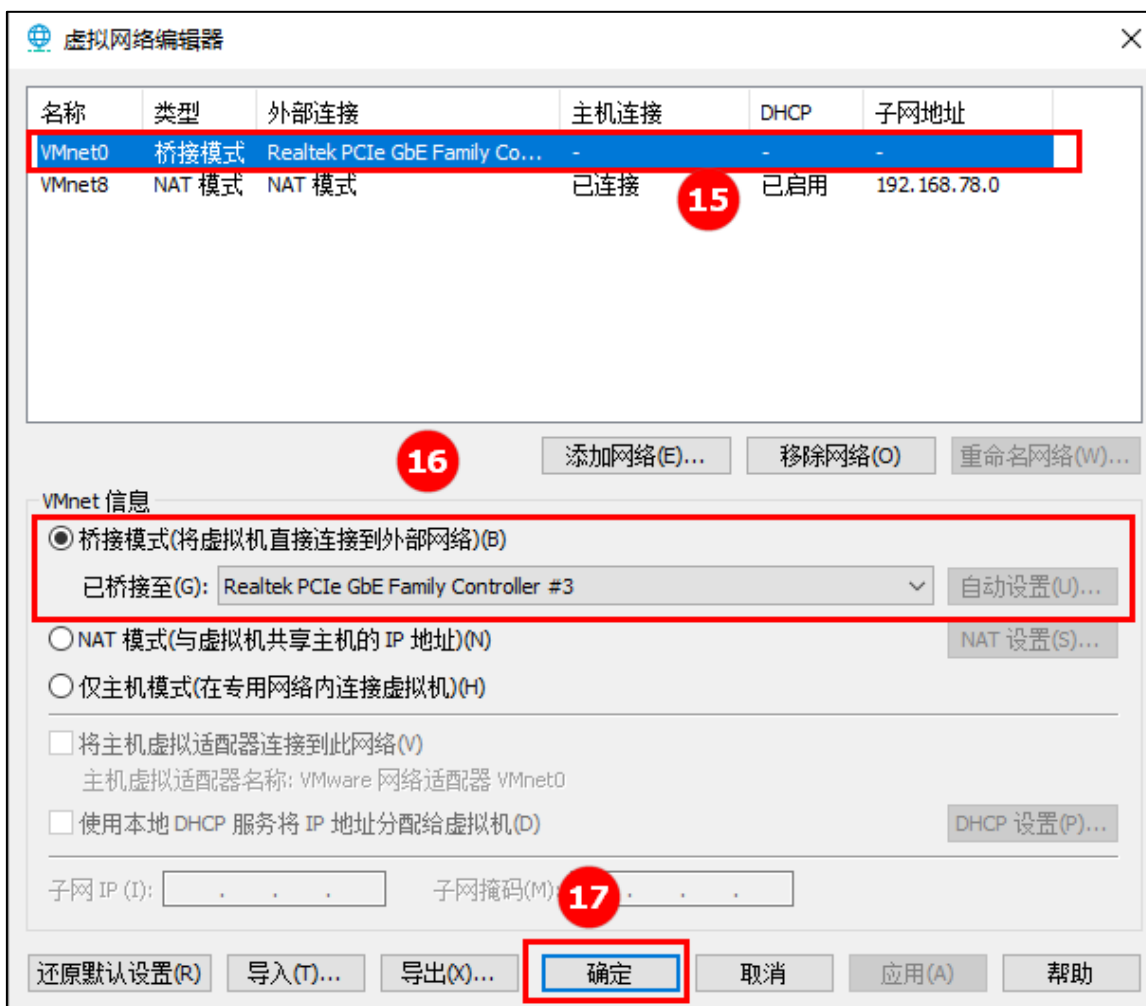 虚拟网络编辑器
名称 类型 外部连接 主机连接 DHCP 子网地址
VMnet0 桥接模式 Realtek PCIe GbE Family Co... - - -
VMnet8 NAT 模式 NAT 模式 已连接 已启用 192.168.78.0
15
16
添加网络(E)... 移除网络(O) 重命名网络(W)...
VMnet 信息
桥接模式(将虚拟机直接连接到外部网络)(B)
已桥接至(G): Realtek PCIe GbE Family Controller #3 自动设置(U)...
NAT 模式(与虚拟机共享主机的 IP 地址)(N) NAT 设置(S)...
仅主机模式(在专用网络内连接虚拟机)(H)
将主机虚拟适配器连接到此网络(V)
主机虚拟适配器名称: VMware 网络适配器 VMnet0
使用本地 DHCP 服务将 IP 地址分配给虚拟机(D) DHCP 设置(P)...
子网 IP (I): . . . 子网掩码(M): . . .
17
还原默认设置(R) 导入(T)... 导出(X)... 确定 取消 应用(A) 帮助